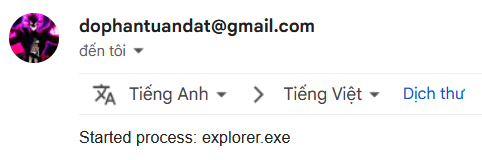 dophantuandat@gmail.com
đến tôi
Tiếng Anh > Tiếng Việt Dịch thư
Started process: explorer.exe